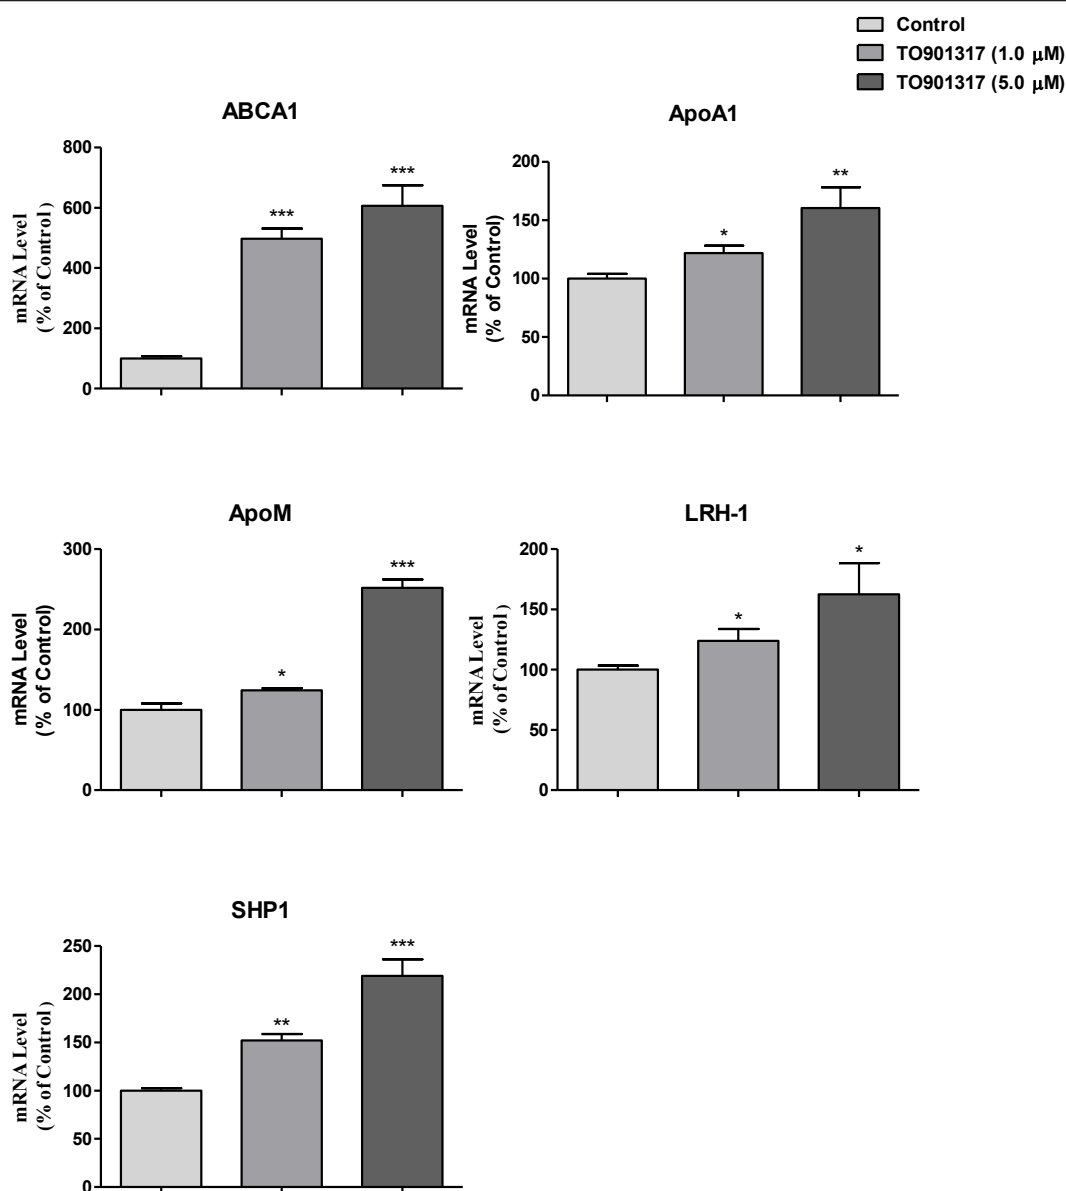 Control
TO901317 (1.0 μM)
TO901317 (5.0 μM)
ABCA1
mRNA Level
(% of Control)
800
600
400
200
0
***
***
ApoA1
mRNA Level
(% of Control)
200
150
100
50
0
*
**
ApoM
mRNA Level
(% of Control)
300
200
100
0
*
***
LRH-1
mRNA Level
(% of Control)
200
150
100
50
0
*
*
SHP1
mRNA Level
(% of Control)
250
200
150
100
50
0
**
***